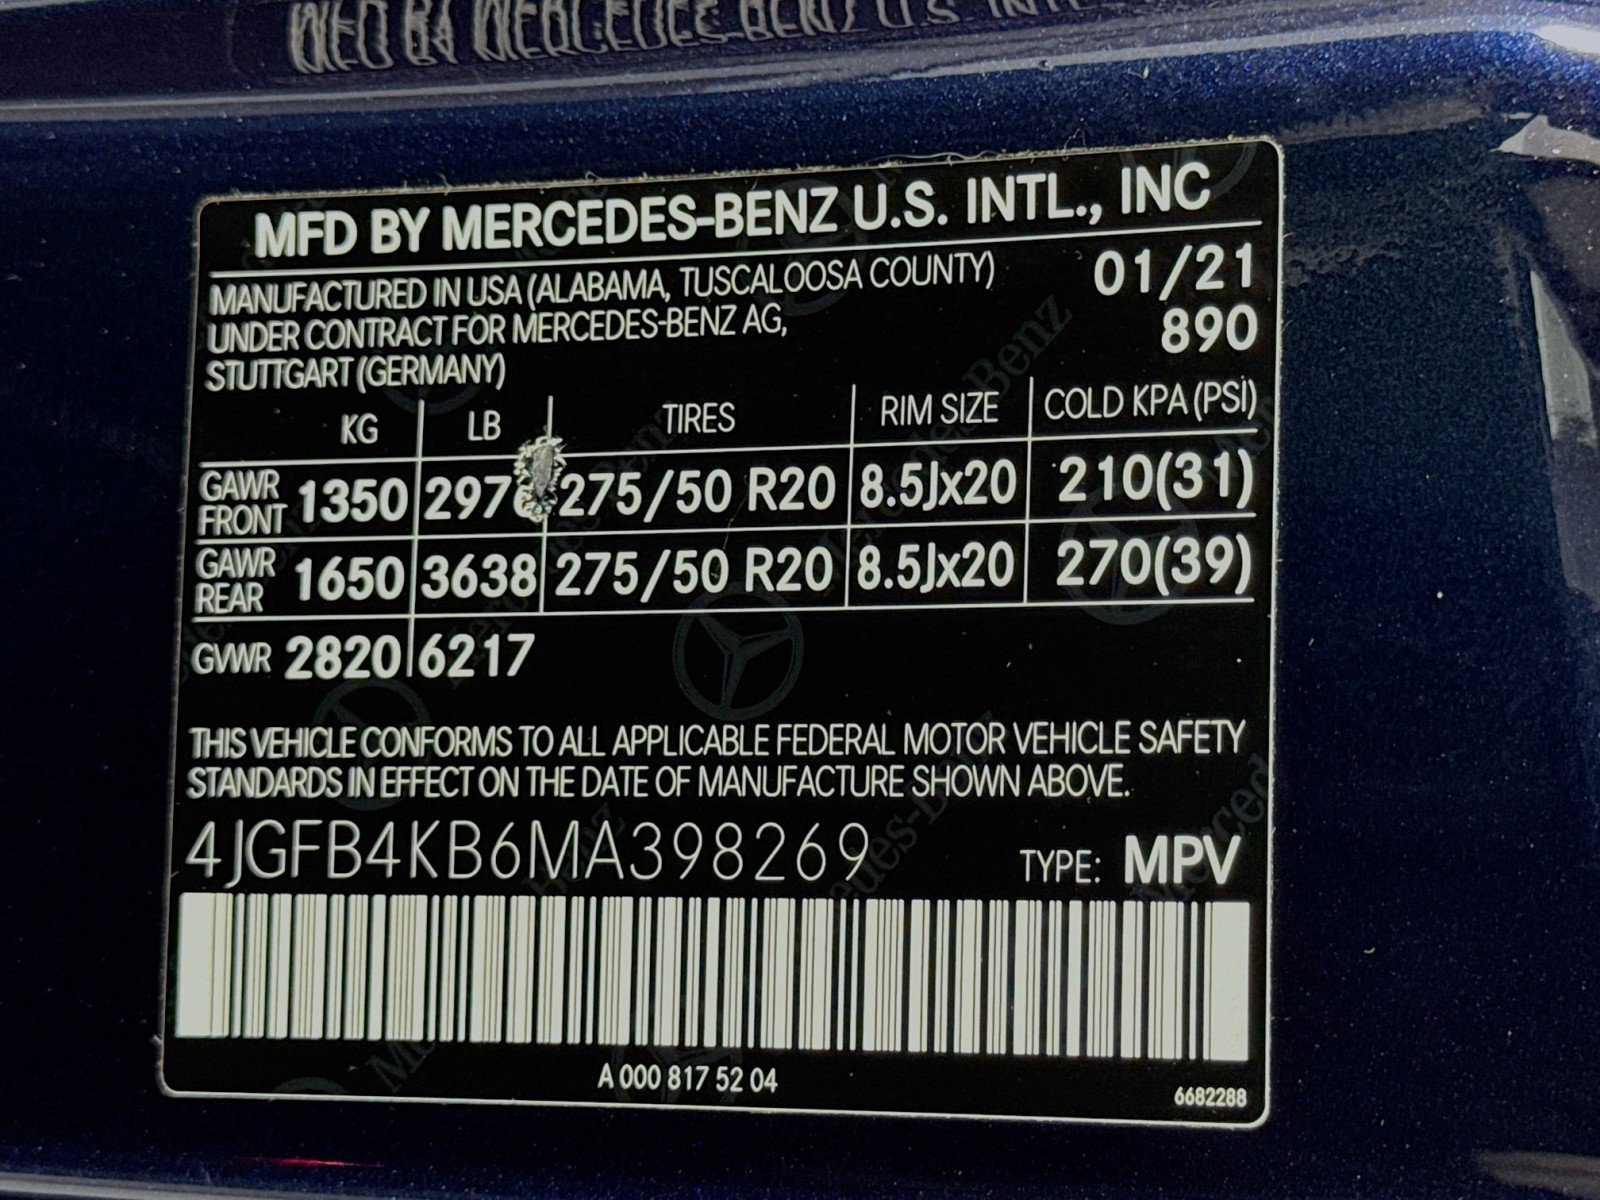 MFD BY MERCEDES-BENZ U.S. INTL., INC
MANUFACTURED IN USA (ALABAMA, TUSCALOOSA COUNTY) 01/21
UNDER CONTRACT FOR MERCEDES-BENZ AG, 890
STUTTGART (GERMANY)
KG LB TIRES RIM SIZE COLD KPA (PSI)
GAWR FRONT 1350 2976 275/50 R20 8.5Jx20 210(31)
GAWR REAR 1650 3638 275/50 R20 8.5Jx20 270(39)
GVWR 2820 6217
THIS VEHICLE CONFORMS TO ALL APPLICABLE FEDERAL MOTOR VEHICLE SAFETY
STANDARDS IN EFFECT ON THE DATE OF MANUFACTURE SHOWN ABOVE.
4JGFB4KB6MA398269 TYPE: MPV
A 000 817 52 04
6682288